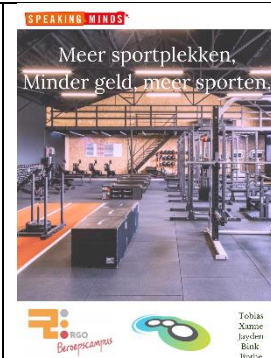 SPEAKING MINDS
Meer sportplekken,
Minder geld, meer sporten.
RGO
Beroepscampus
Tobias
Xanne
Jayden
Bink